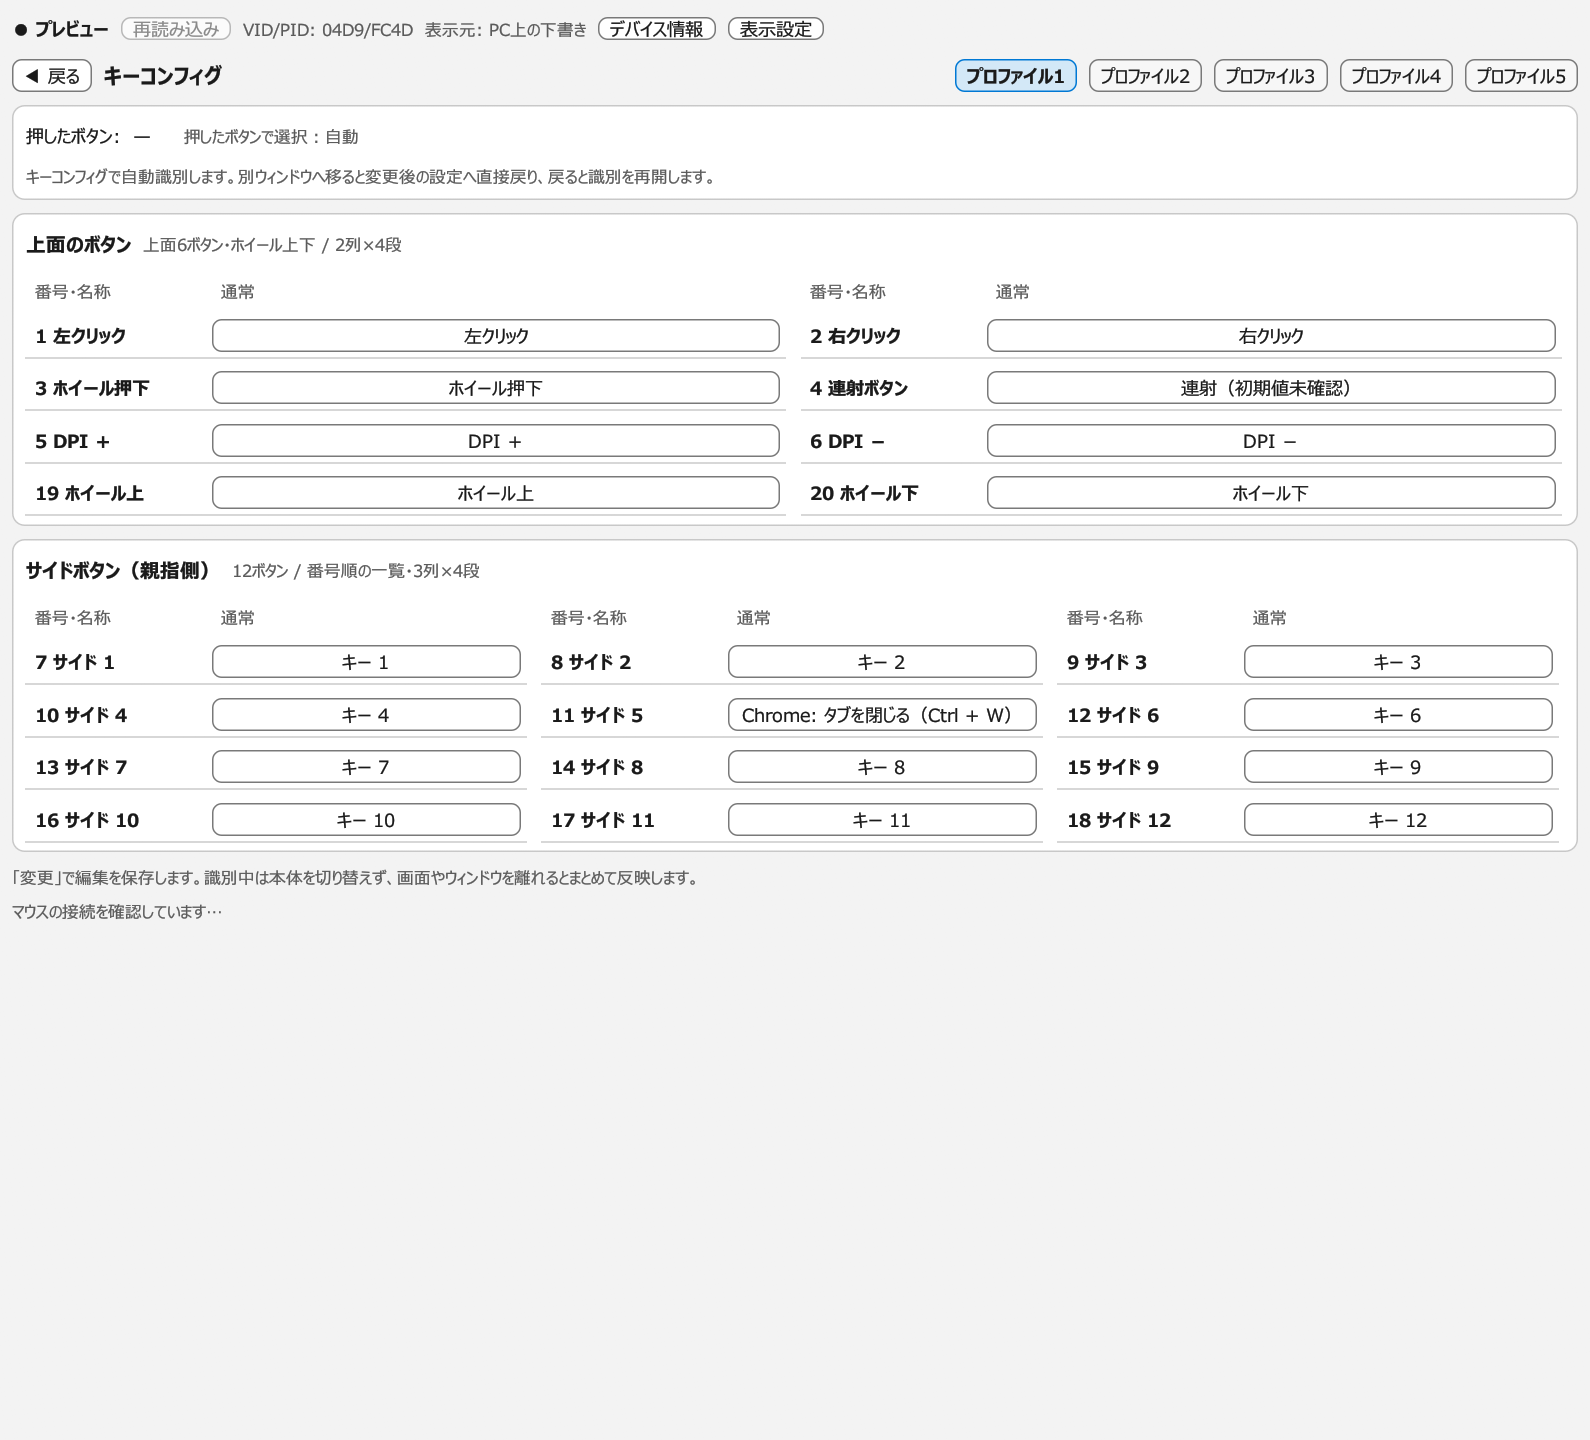 ● プレビュー 再読み込み VID/PID: 04D9/FC4D 表示元: PC上の下書き デバイス情報 表示設定
◀ 戻る キーコンフィグ プロファイル1 プロファイル2 プロファイル3 プロファイル4 プロファイル5
押したボタン: — 押したボタンで選択：自動
キーコンフィグで自動識別します。別ウィンドウへ移ると変更後の設定へ直接戻り、戻ると識別を再開します。
上面のボタン 上面6ボタン・ホイール上下 / 2列×4段
番号・名称 通常 番号・名称 通常
1 左クリック 左クリック 2 右クリック 右クリック
3 ホイール押下 ホイール押下 4 連射ボタン 連射（初期値未確認）
5 DPI ＋ DPI ＋ 6 DPI － DPI －
19 ホイール上 ホイール上 20 ホイール下 ホイール下
サイドボタン（親指側） 12ボタン / 番号順の一覧・3列×4段
番号・名称 通常 番号・名称 通常 番号・名称 通常
7 サイド 1 キー 1 8 サイド 2 キー 2 9 サイド 3 キー 3
10 サイド 4 キー 4 11 サイド 5 Chrome: タブを閉じる（Ctrl + W） 12 サイド 6 キー 6
13 サイド 7 キー 7 14 サイド 8 キー 8 15 サイド 9 キー 9
16 サイド 10 キー 10 17 サイド 11 キー 11 18 サイド 12 キー 12
「変更」で編集を保存します。識別中は本体を切り替えず、画面やウィンドウを離れるとまとめて反映します。
マウスの接続を確認しています…